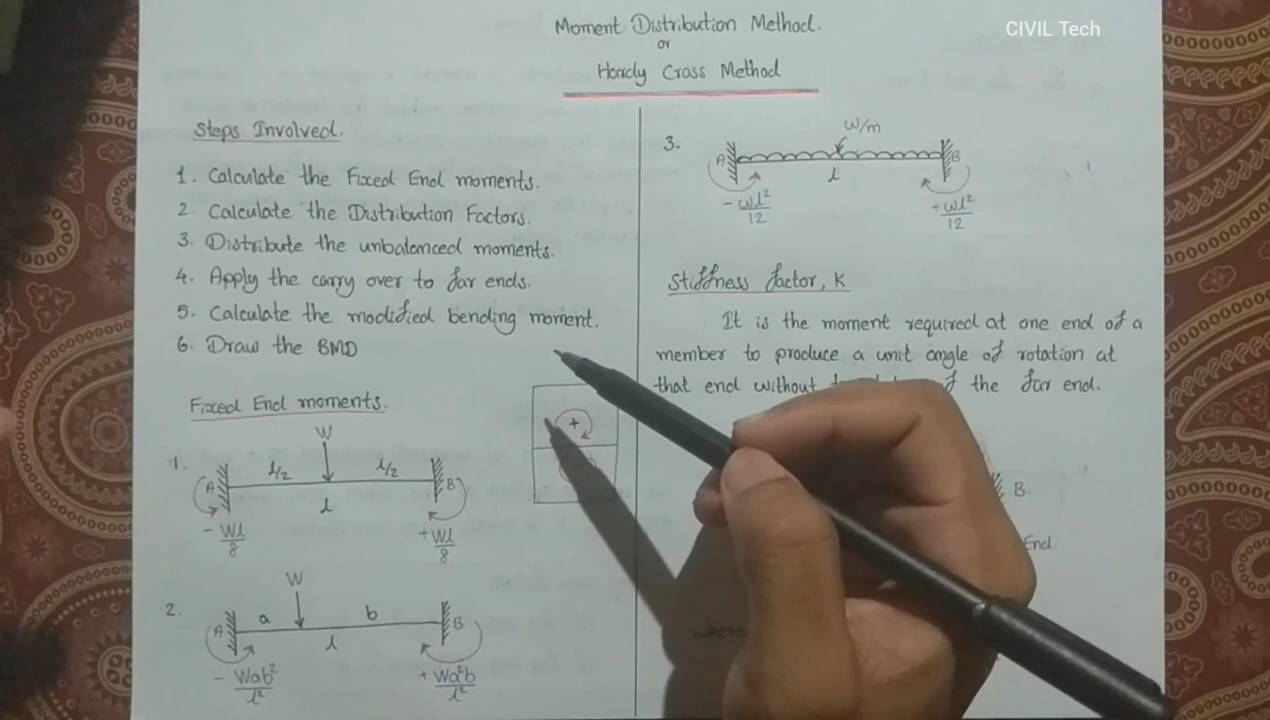 CIVIL Tech
Moment Distribution Method.
or
Hardy Cross Method
Steps Involved.
1. Calculate the Fixed End moments.
2. Calculate the Distribution Factors.
3. Distribute the unbalanced moments.
4. Apply the carry over to far ends.
5. Calculate the modified bending moment.
6. Draw the BMD
Fixed End moments.
1.
W
l/2 l/2
A B
l
- Wl/8 + Wl/8
+
2.
W
a b
A B
l
- Wab²/l² + Wa²b/l²
3.
W/m
A B
l
- wl²/12 + wl²/12
Stiffness factor, K
It is the moment required at one end of a
member to produce a unit angle of rotation at
that end without of the far end.
B.
End
where